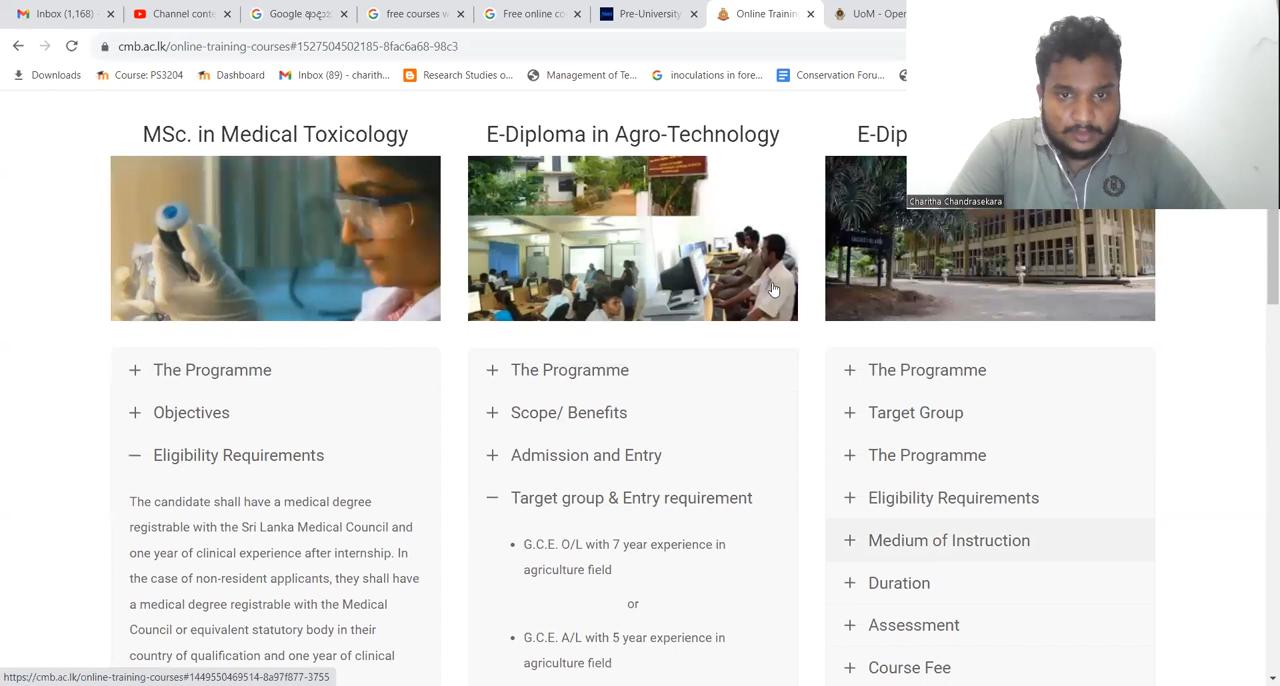 Inbox (1,168)
Channel conte
Google
free courses w
Free online co
Pre-University
Online Trainin
UoM - Open
cmb.ac.lk/online-training-courses#1527504502185-8fac6a68-98c3
Downloads
Course: PS3204
Dashboard
Inbox (89) - charith...
Research Studies o...
Management of Te...
inoculations in fore...
Conservation Foru...
MSc. in Medical Toxicology
E-Diploma in Agro-Technology
E-Dip
Charitha Chandrasekara
The Programme
Objectives
Eligibility Requirements
The candidate shall have a medical degree
registrable with the Sri Lanka Medical Council and
one year of clinical experience after internship. In
the case of non-resident applicants, they shall have
a medical degree registrable with the Medical
Council or equivalent statutory body in their
country of qualification and one year of clinical
The Programme
Scope/ Benefits
Admission and Entry
Target group & Entry requirement
• G.C.E. O/L with 7 year experience in
agriculture field
or
• G.C.E. A/L with 5 year experience in
agriculture field
The Programme
Target Group
The Programme
Eligibility Requirements
Medium of Instruction
Duration
Assessment
Course Fee
https://cmb.ac.lk/online-training-courses#1449550469514-8a97f877-3755